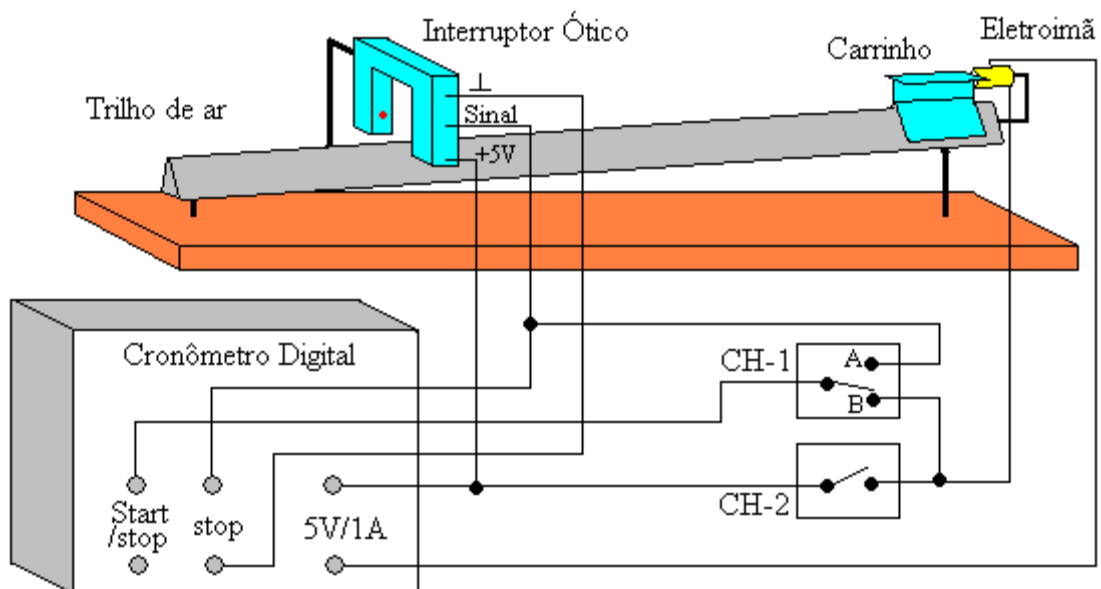 Interruptor Ótico
Eletroimã
Carrinho
Trilho de ar
⊥
Sinal
+5V
Cronômetro Digital
CH-1
A
B
CH-2
Start
/stop
stop
5V/1A